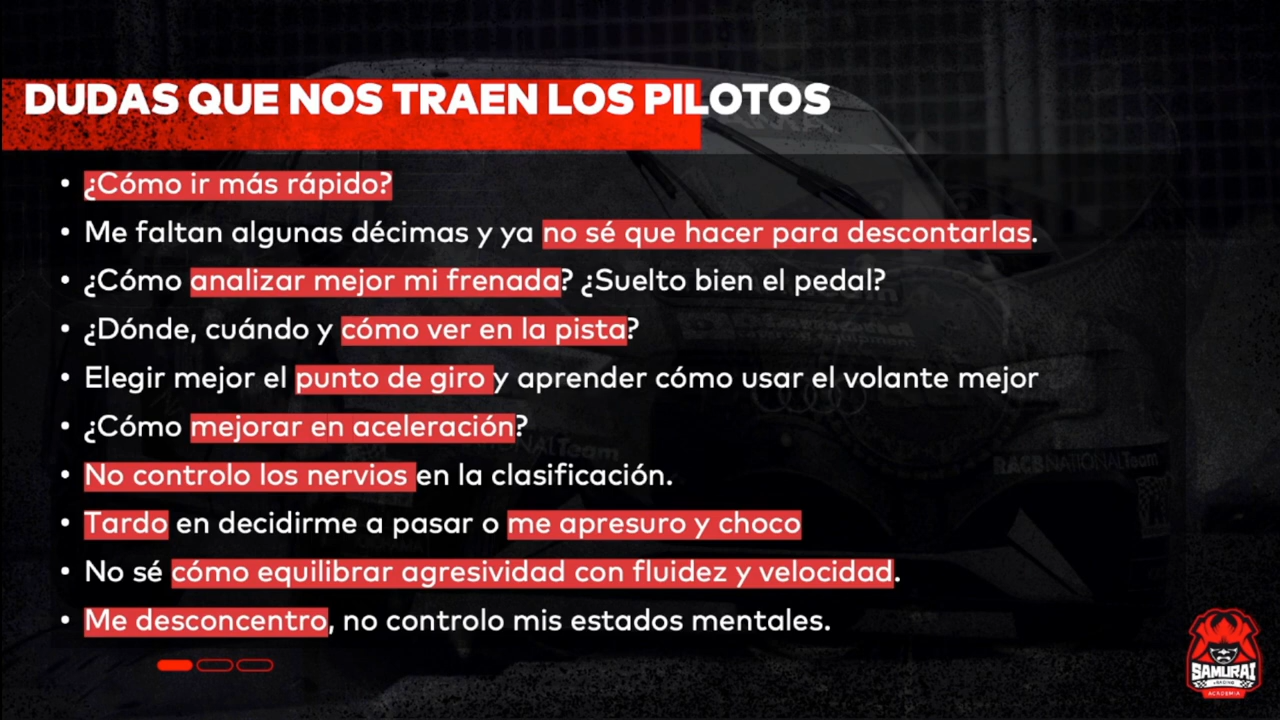 DUDAS QUE NOS TRAEN LOS PILOTOS
• ¿Cómo ir más rápido?
• Me faltan algunas décimas y ya no sé que hacer para descontarlas.
• ¿Cómo analizar mejor mi frenada? ¿Suelto bien el pedal?
• ¿Dónde, cuándo y cómo ver en la pista?
• Elegir mejor el punto de giro y aprender cómo usar el volante mejor
• ¿Cómo mejorar en aceleración?
• No controlo los nervios en la clasificación.
• Tardo en decidirme a pasar o me apresuro y choco
• No sé cómo equilibrar agresividad con fluidez y velocidad.
• Me desconcentro, no controlo mis estados mentales.
RACB NATIONAL Team
SAMURAI
ACADEMIA